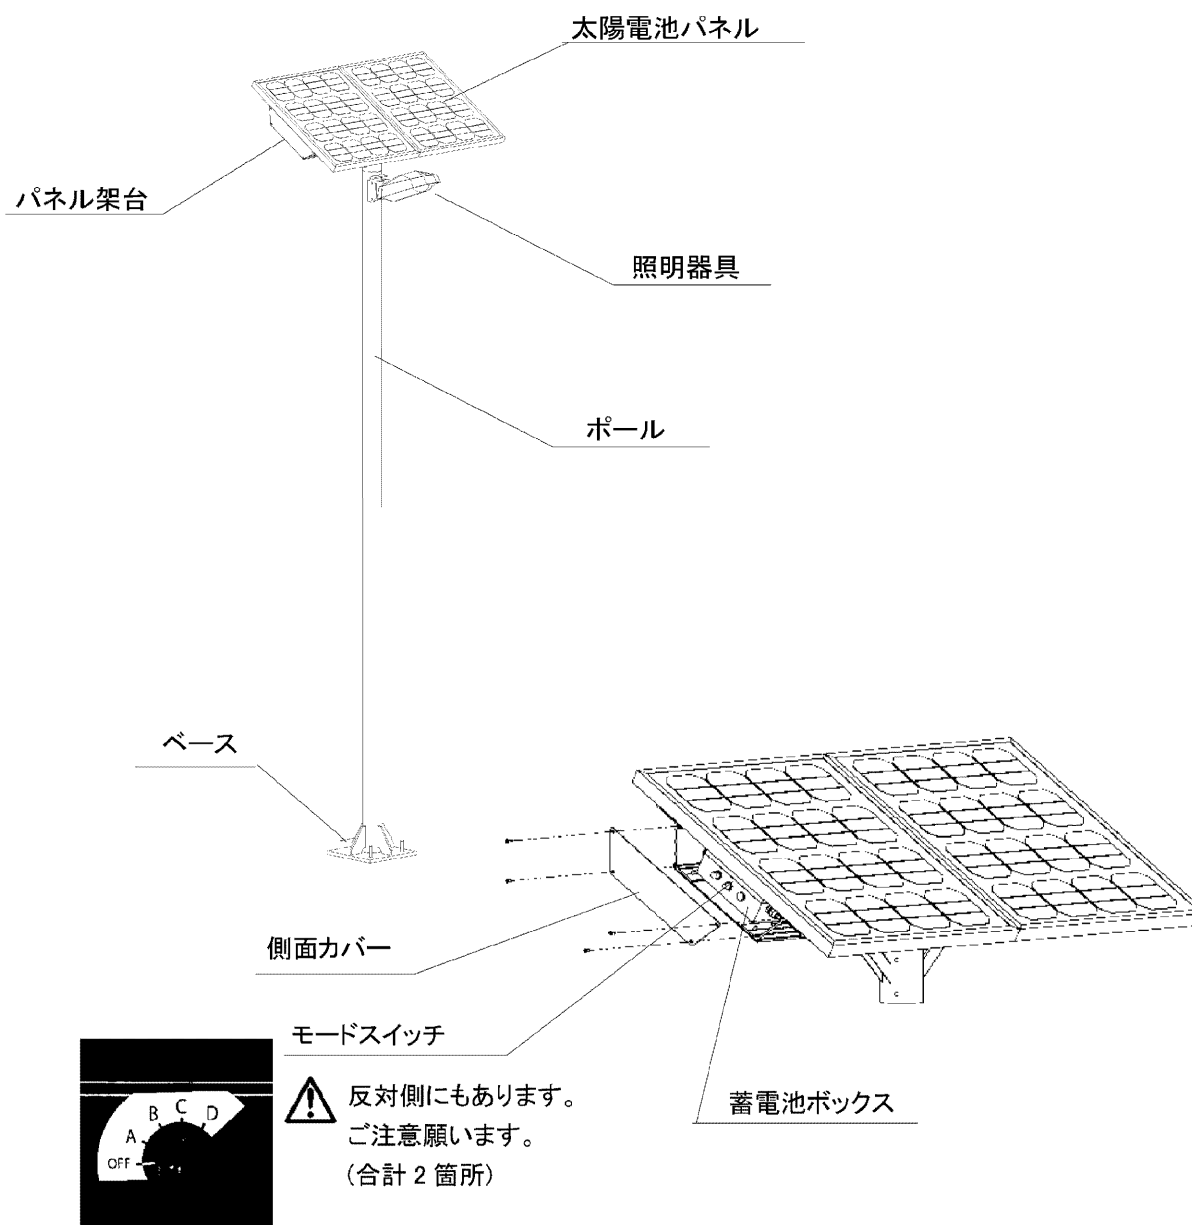 太陽電池パネル
パネル架台
照明器具
ポール
ベース
側面カバー
モードスイッチ
反対側にもあります。
ご注意願います。
(合計2箇所)
蓄電池ボックス
OFF
A
B
C
D